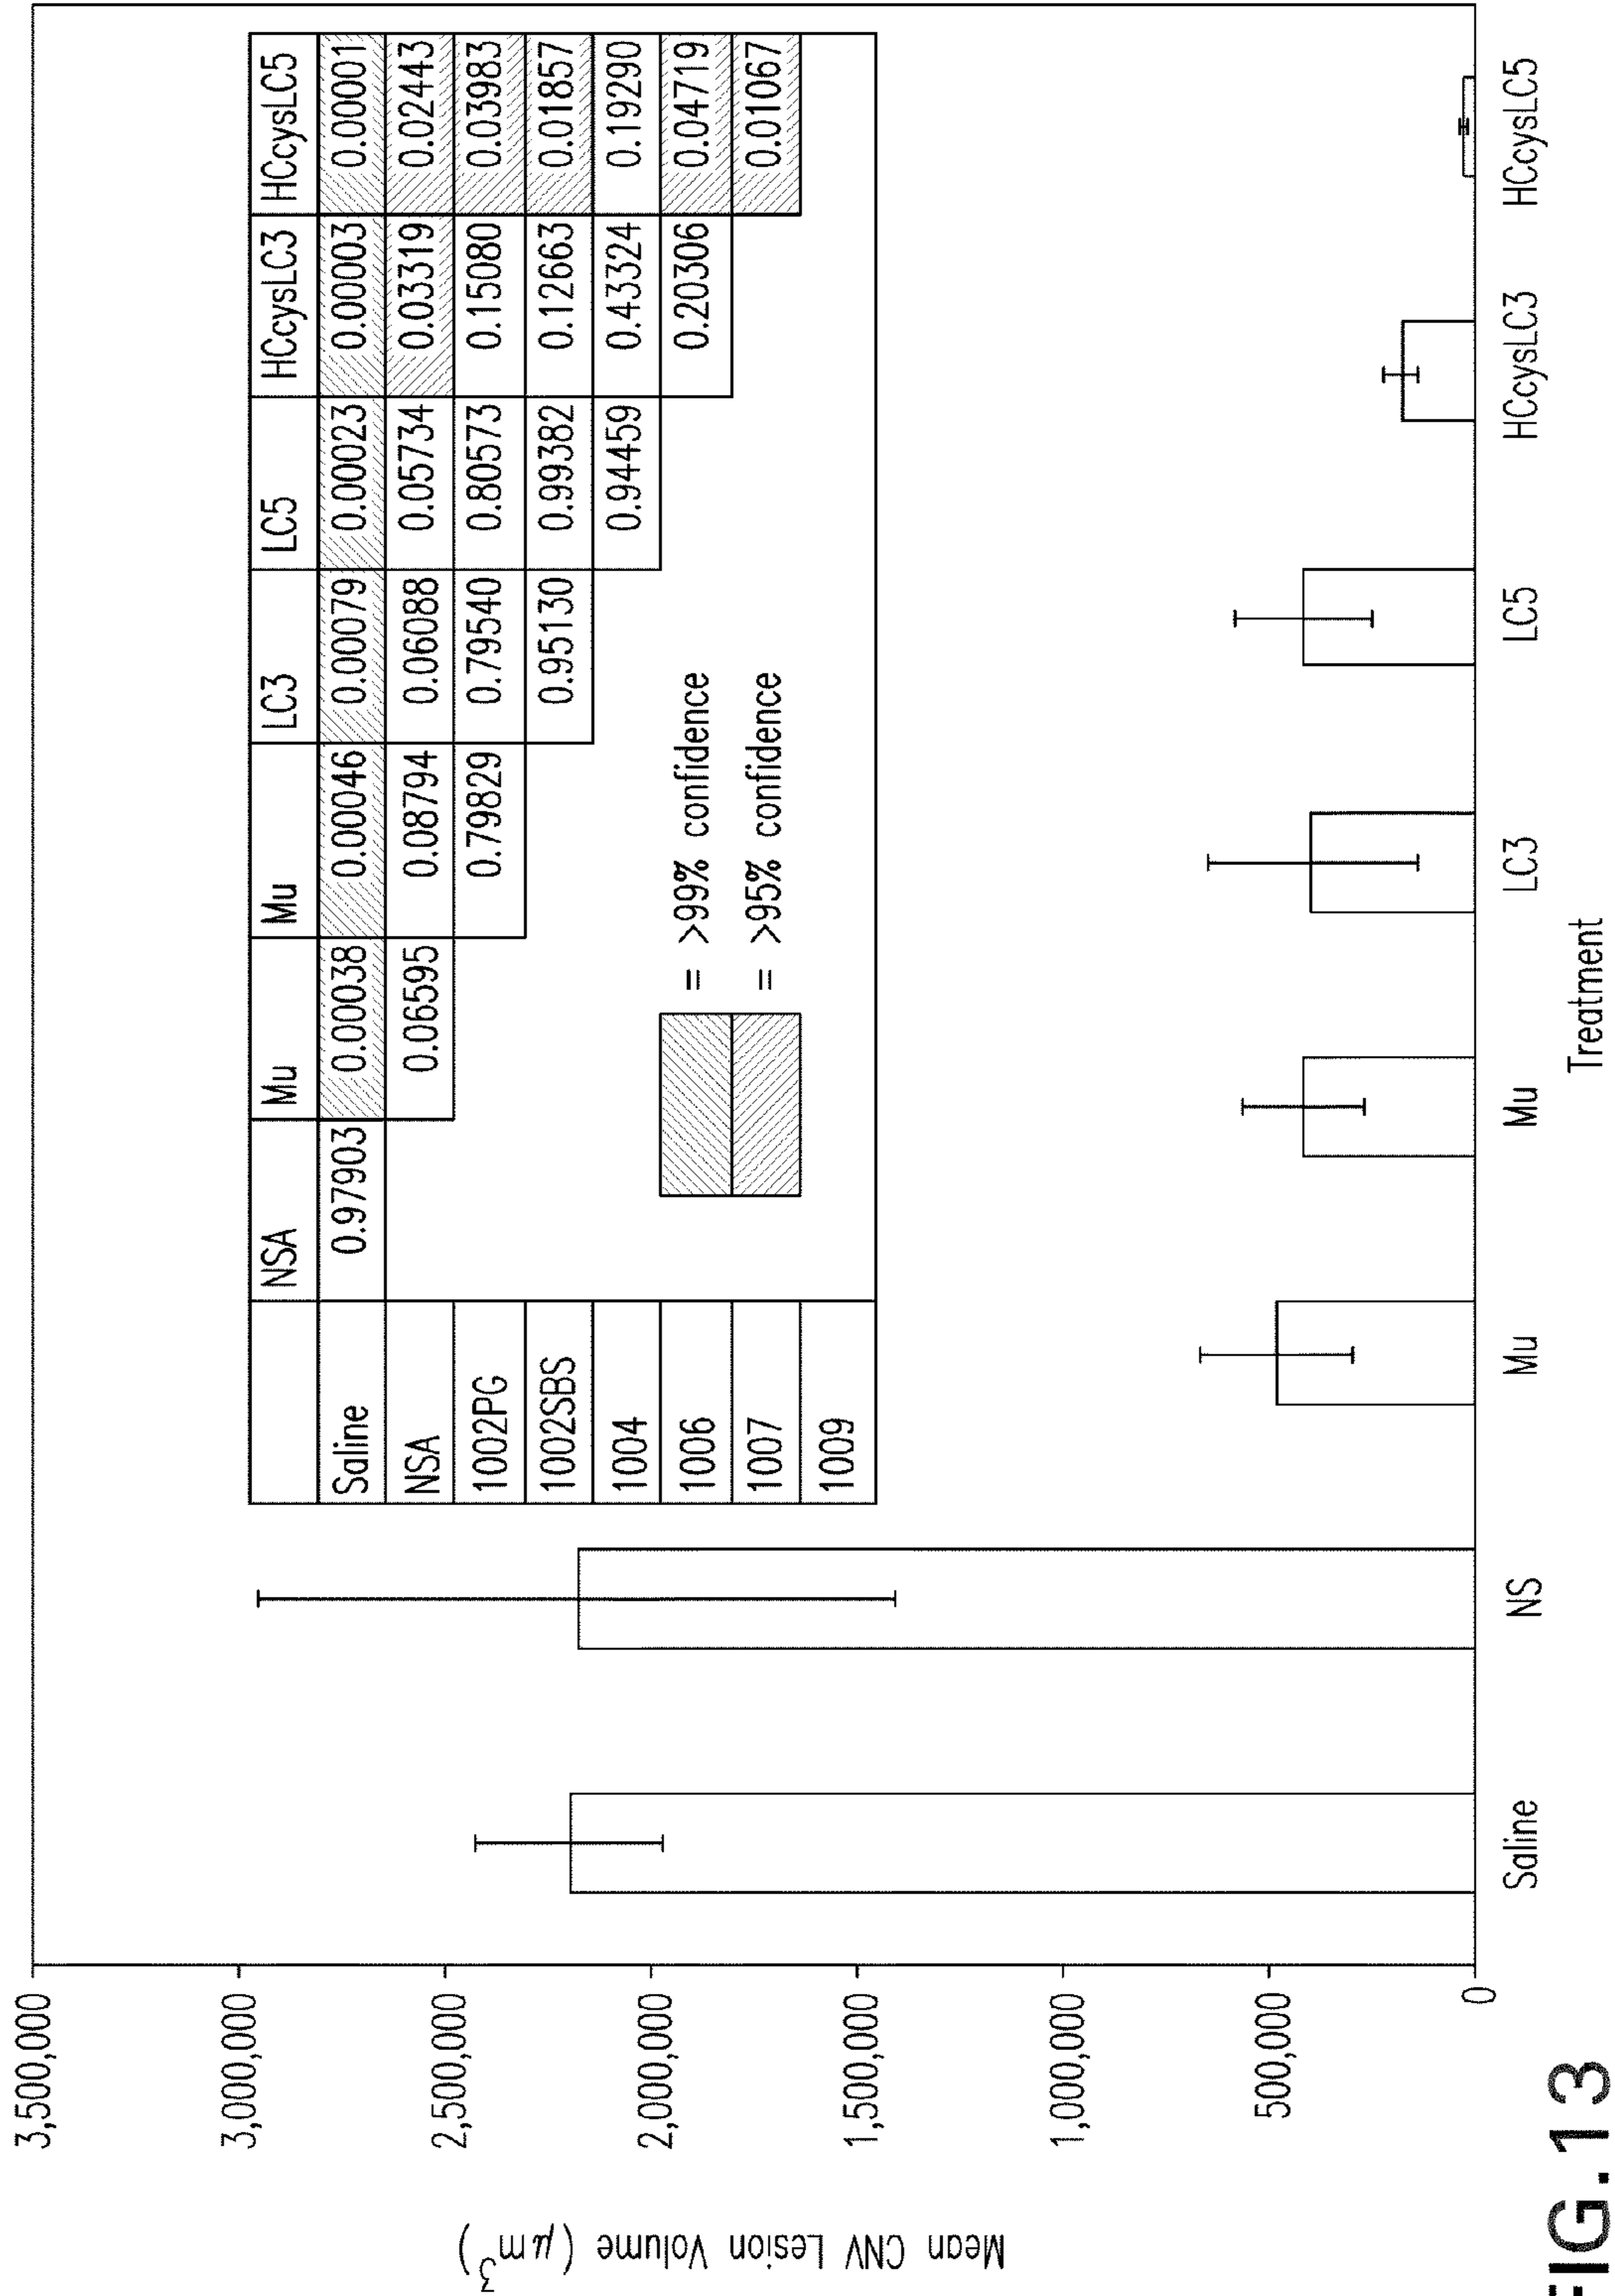 Mean CNV Lesion Volume (μm³)
3,500,000
3,000,000
2,500,000
2,000,000
1,500,000
1,000,000
500,000
0
NSA Mu Mu LC3 LC5 HCcysLC3 HCcysLC5
Saline 0.97903 0.00038 0.00046 0.00079 0.00023 0.00003 0.00001
NSA 0.06595 0.08794 0.06088 0.05734 0.03319 0.02443
1002PG 0.79829 0.79540 0.80573 0.15080 0.03983
1002SBS 0.95130 0.99382 0.12663 0.01857
1004 0.94459 0.43324 0.19290
1006 0.20306 0.04719
1007 0.01067
1009
= >99% confidence
= >95% confidence
Saline NS Mu Mu LC3 LC5 HCcysLC3 HCcysLC5
Treatment
FIG.13